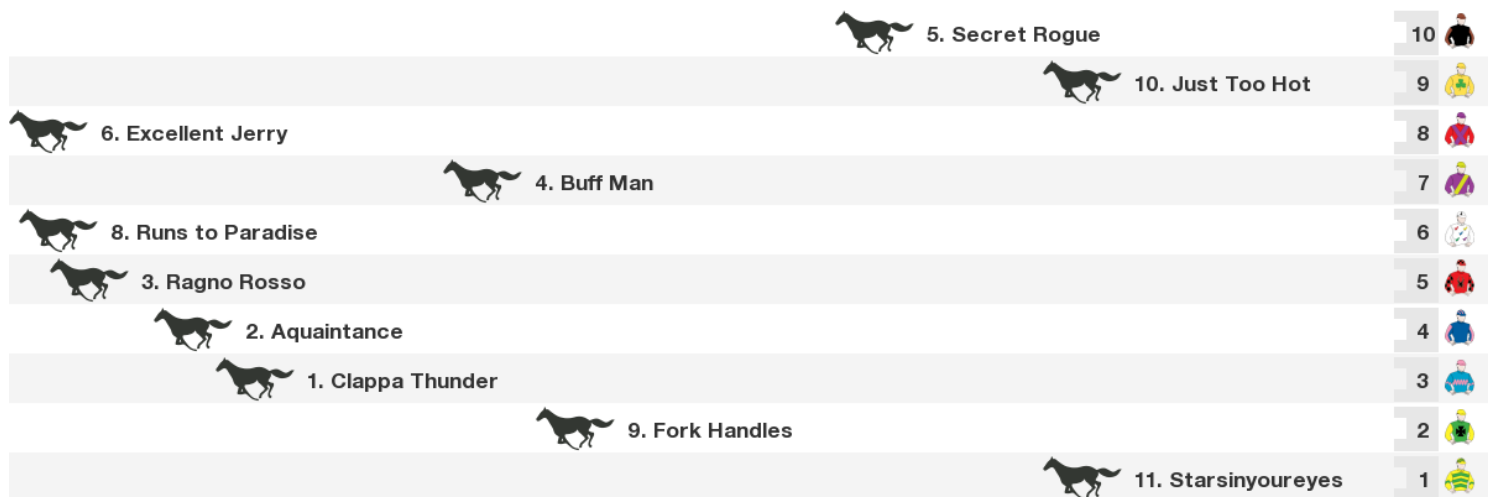 5. Secret Rogue 10
10. Just Too Hot 9
6. Excellent Jerry 8
4. Buff Man 7
8. Runs to Paradise 6
3. Ragno Rosso 5
2. Aquaintance 4
1. Clappa Thunder 3
9. Fork Handles 2
11. Starsinyoureyes 1